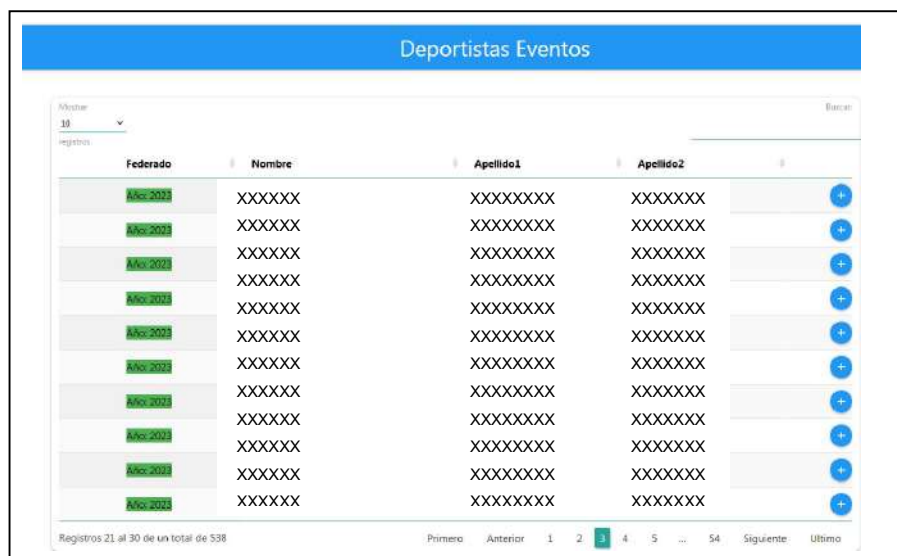 Deportistas Eventos
Mostrar
Buscar:
10
registros
Federado Nombre Apellido1 Apellido2
Año: 2023 XXXXXX XXXXXXXX XXXXXXX +
Año: 2023 XXXXXX XXXXXXXX XXXXXXX +
Año: 2023 XXXXXX XXXXXXXX XXXXXXX +
XXXXXX XXXXXXXX XXXXXXX
Año: 2023 XXXXXX XXXXXXXX XXXXXXX +
Año: 2023 XXXXXX XXXXXXXX XXXXXXX +
Año: 2023 XXXXXX XXXXXXXX XXXXXXX +
Año: 2023 XXXXXX XXXXXXXX XXXXXXX +
XXXXXX XXXXXXXX XXXXXXX
Año: 2023 XXXXXX XXXXXXXX XXXXXXX +
Año: 2023 XXXXXX XXXXXXXX XXXXXXX +
Año: 2023 XXXXXX XXXXXXXX XXXXXXX +
Registros 21 al 30 de un total de 538 Primero Anterior 1 2 3 4 5 ... 54 Siguiente Ultimo